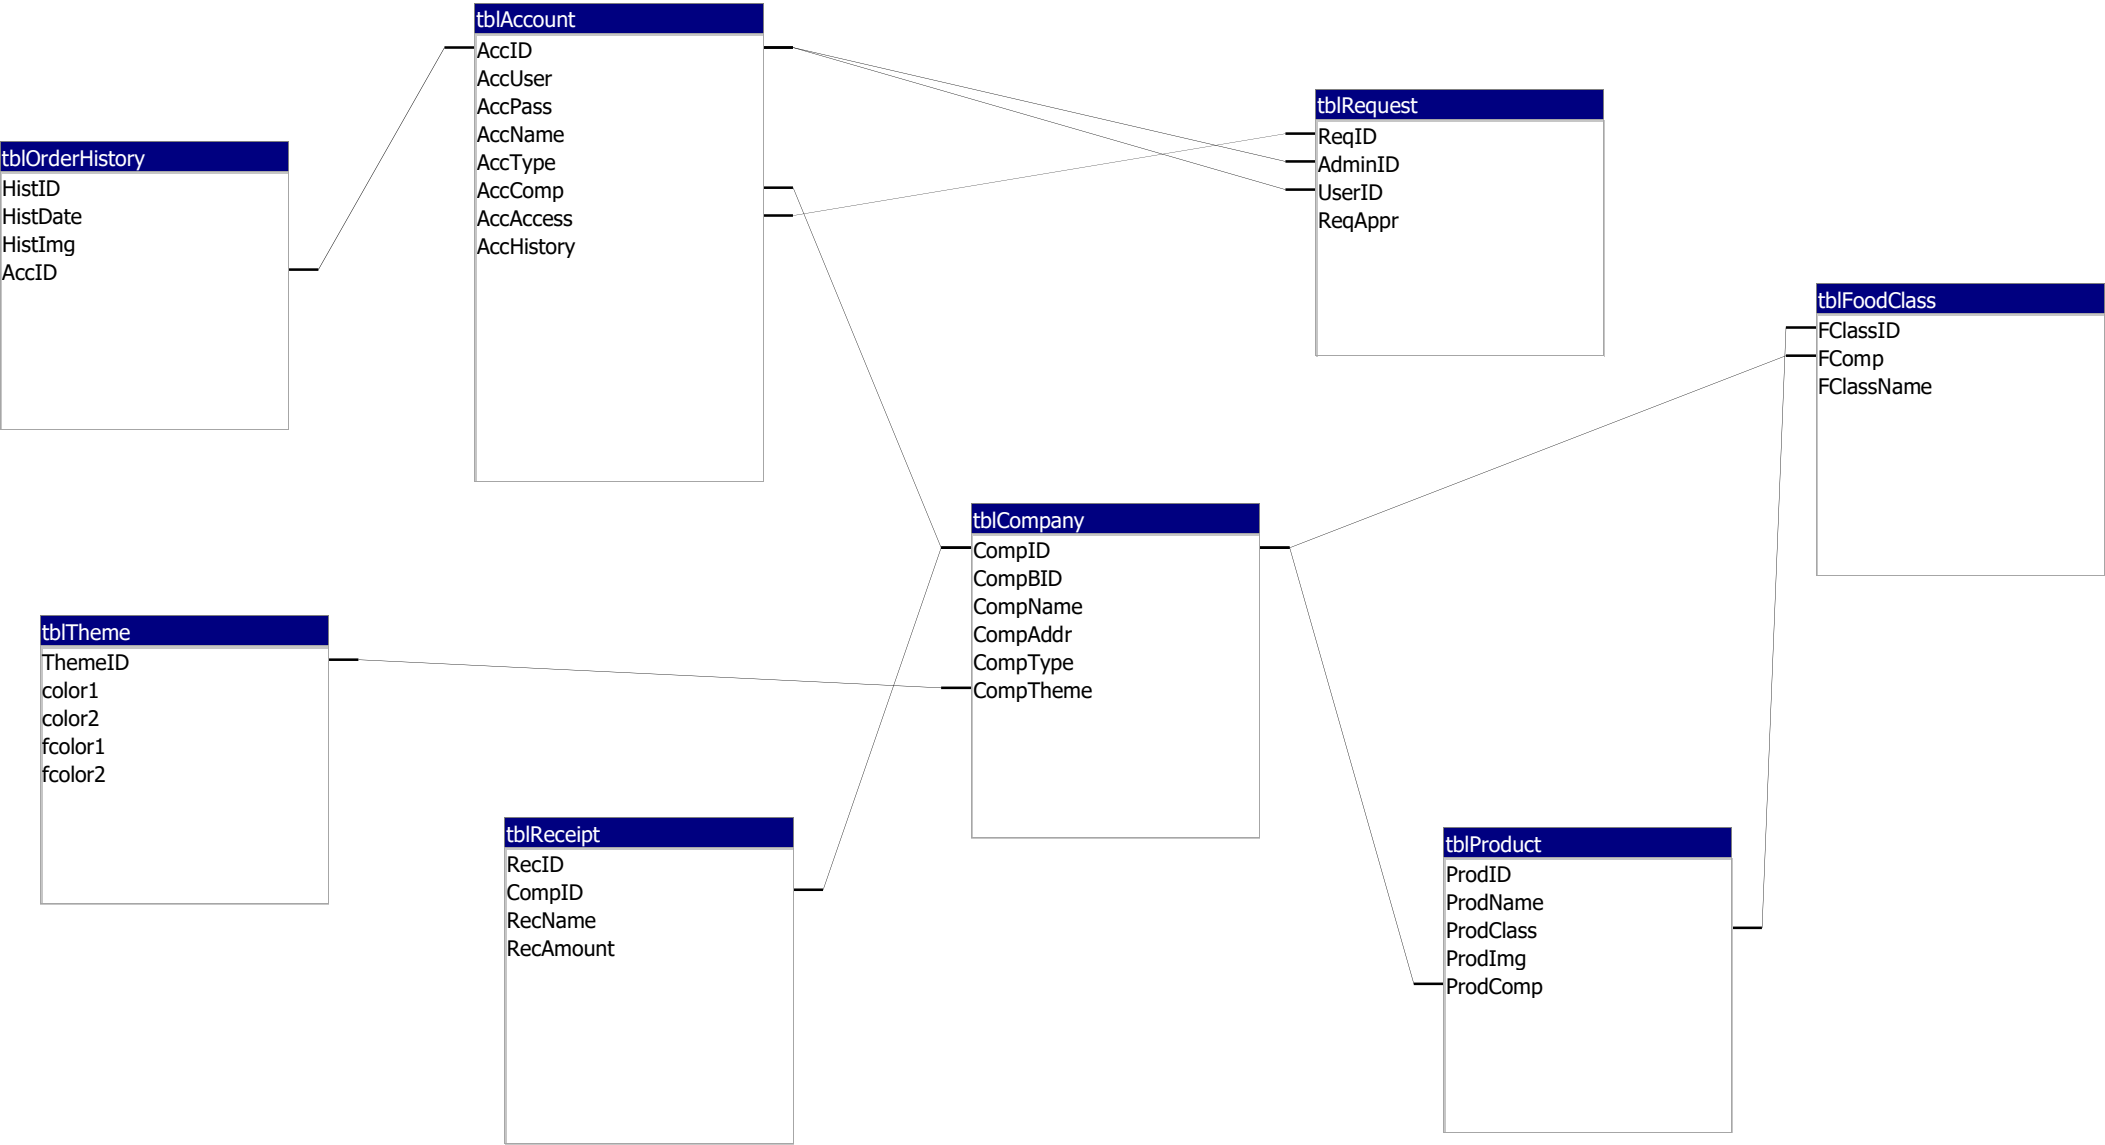 tblAccount
AccID
AccUser
AccPass
AccName
AccType
AccComp
AccAccess
AccHistory
tblRequest
ReqID
AdminID
UserID
ReqAppr
tblOrderHistory
HistID
HistDate
HistImg
AccID
tblFoodClass
FClassID
FComp
FClassName
tblCompany
CompID
CompBID
CompName
CompAddr
CompType
CompTheme
tblTheme
ThemeID
color1
color2
fcolor1
fcolor2
tblReceipt
RecID
CompID
RecName
RecAmount
tblProduct
ProdID
ProdName
ProdClass
ProdImg
ProdComp